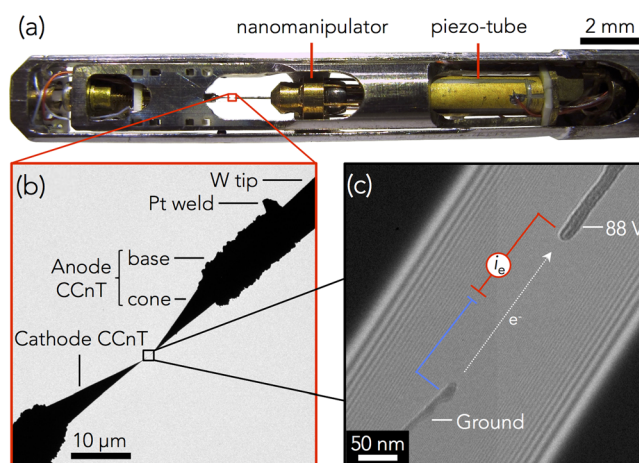 (a)
nanomanipulator
piezo-tube
2 mm
(b)
W tip
Pt weld
Anode
CCnT
base
cone
Cathode CCnT
10 μm
(c)
88 V
iₑ
e⁻
Ground
50 nm